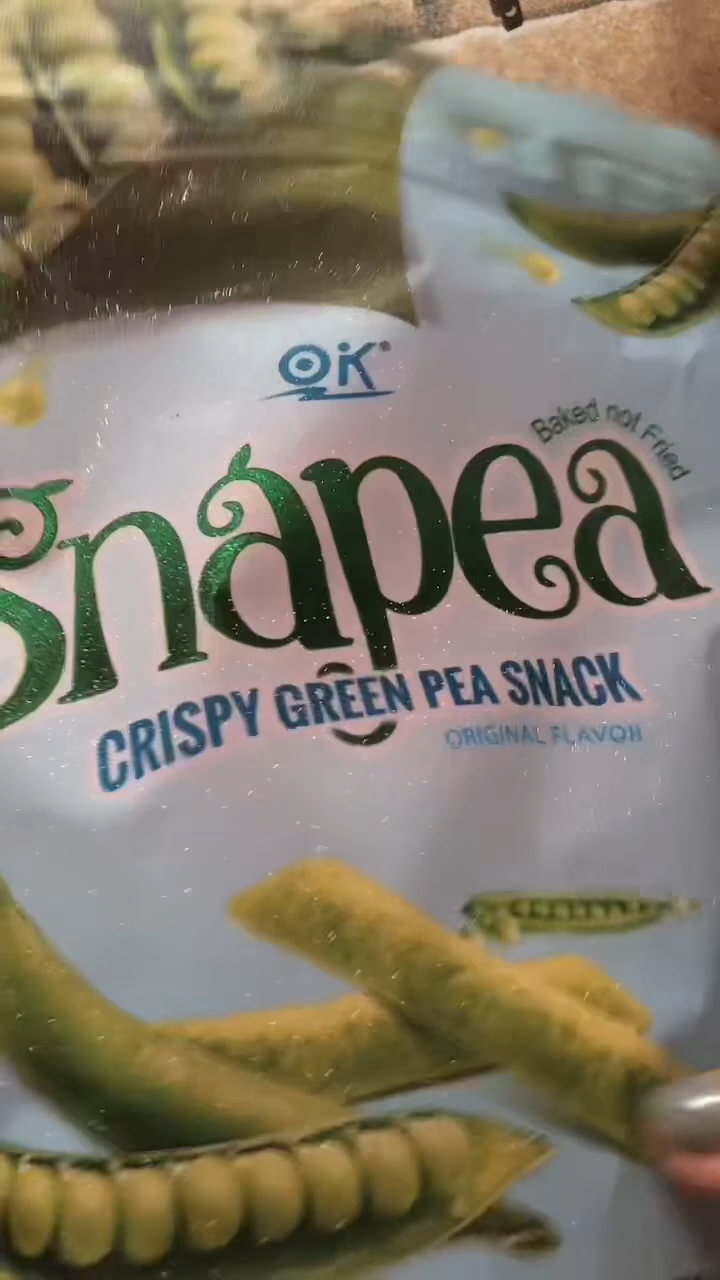 OK®
Baked not Fried
Snapea
CRISPY GREEN PEA SNACK
ORIGINAL FLAVOR